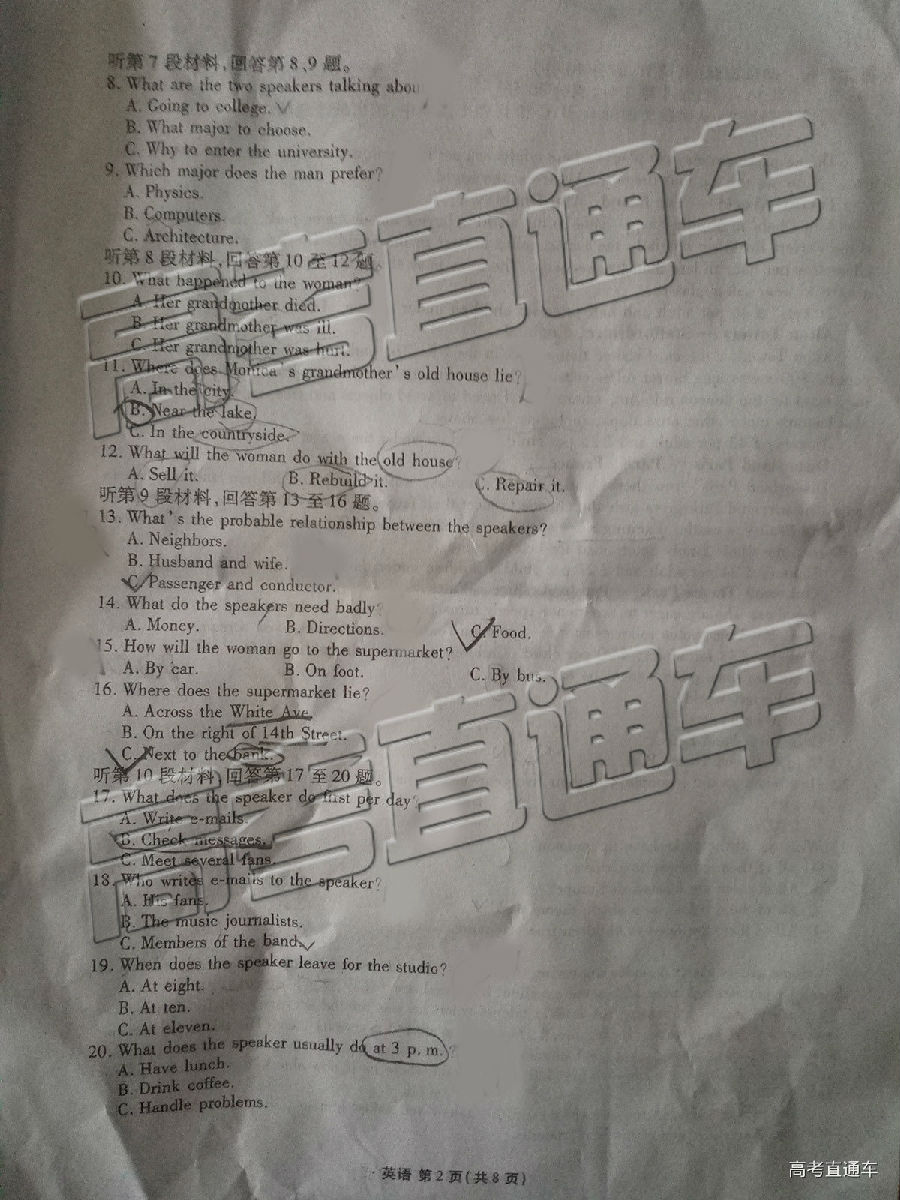 听第7段材料,回答第8、9题。
8. What are the two speakers talking abou
A. Going to college.
B. What major to choose.
C. Why to enter the university.
9. Which major does the man prefer?
A. Physics.
B. Computers.
C. Architecture.
听第8段材料,回答第10至12题
10. What happened to the woman?
A. Her grandmother died.
B. Her grandmother was ill.
C. Her grandmother was hurt.
11. Where does Monica's grandmother's old house lie?
A. In the city.
B. Near the lake.
C. In the countryside.
12. What will the woman do with the old house?
A. Sell it. B. Rebuild it. C. Repair it.
听第9段材料,回答第13至16题。
13. What's the probable relationship between the speakers?
A. Neighbors.
B. Husband and wife.
C. Passenger and conductor.
14. What do the speakers need badly?
A. Money. B. Directions. C. Food.
15. How will the woman go to the supermarket?
A. By car. B. On foot. C. By bus.
16. Where does the supermarket lie?
A. Across the White Ave.
B. On the right of 14th Street.
C. Next to the bank.
听第10段材料,回答第17至20题。
17. What does the speaker do first per day?
A. Write e-mails.
B. Check messages.
C. Meet several fans.
18. Who writes e-mails to the speaker?
A. His fans.
B. The music journalists.
C. Members of the band.
19. When does the speaker leave for the studio?
A. At eight.
B. At ten.
C. At eleven.
20. What does the speaker usually do at 3 p.m.?
A. Have lunch.
B. Drink coffee.
C. Handle problems.
·英语 第2页(共8页)
高考直通车
高考直通车
高考直通车